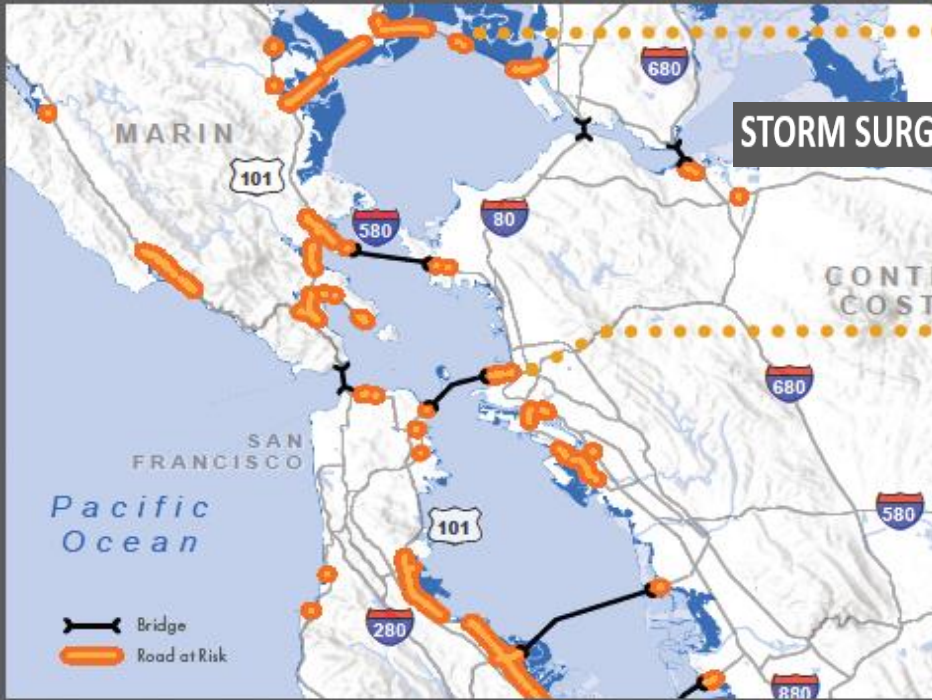 680
STORM SURG
MARIN
101
580
80
CONT
COST
680
SAN
FRANCISCO
Pacific
Ocean
101
580
Bridge
280
Road at Risk
880